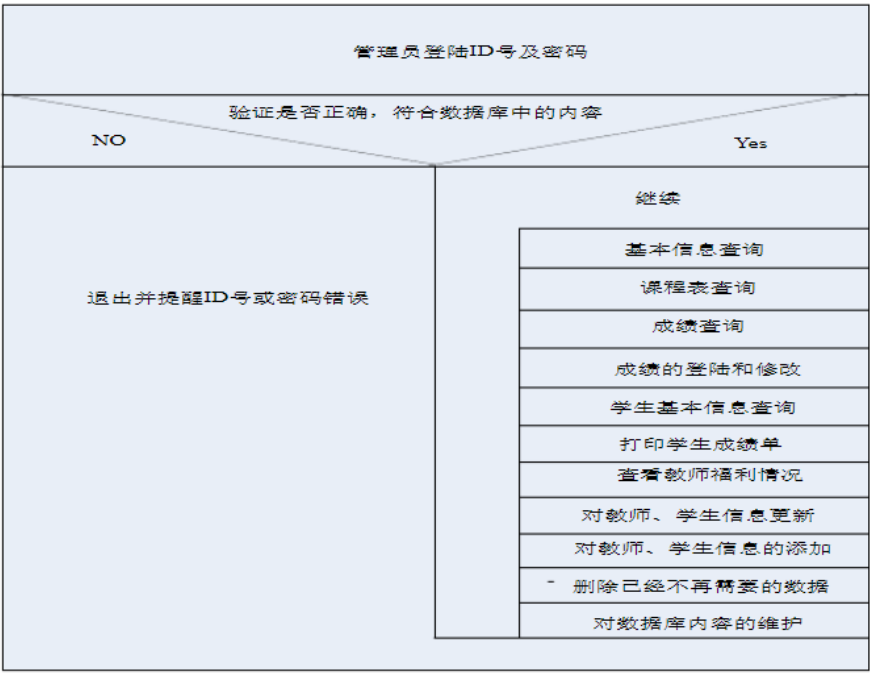 管理员登陆ID号及密码
验证是否正确，符合数据库中的内容
NO
Yes
继续
退出并提醒ID号或密码错误
基本信息查询
课程表查询
成绩查询
成绩的登陆和修改
学生基本信息查询
打印学生成绩单
查看教师福利情况
对教师、学生信息更新
对教师、学生信息的添加
删除已经不再需要的数据
对数据库内容的维护